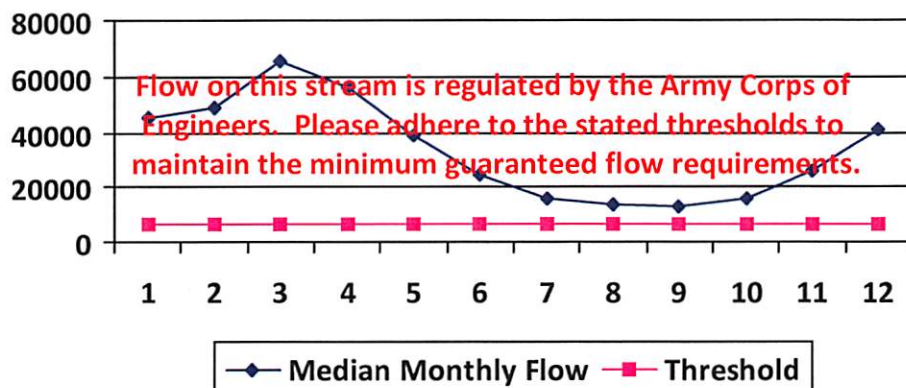 80000
60000
40000
20000
0
Flow on this stream is regulated by the Army Corps of
Engineers. Please adhere to the stated thresholds to
maintain the minimum guaranteed flow requirements.
1 2 3 4 5 6 7 8 9 10 11 12
Median Monthly Flow Threshold